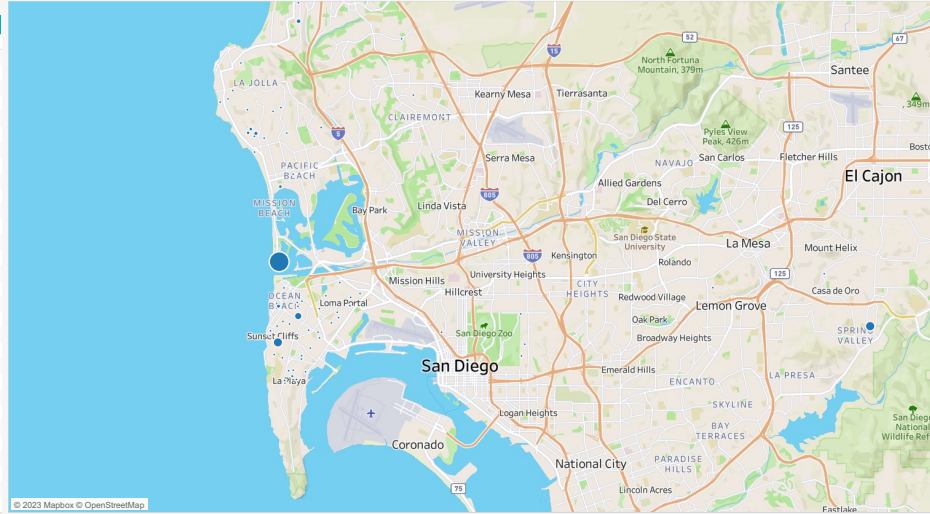 52
67
15
North Fortuna
Mountain, 379m
Santee
LA JOLLA
Kearny Mesa
Tierrasanta
, 349m
CLAIREMONT
5
Pyles View
Peak, 426m
125
Serra Mesa
NAVAJO
San Carlos
Fletcher Hills
Bosto
PACIFIC
BEACH
El Cajon
Allied Gardens
805
Del Cerro
MISSION
BEACH
Bay Park
Linda Vista
MISSION
VALLEY
San Diego State
University
La Mesa
Mount Helix
805
Kensington
Rolando
University Heights
125
Mission Hills
CITY
HEIGHTS
Hillcrest
Redwood Village
Casa de Oro
OCEAN
BEACH
Loma Portal
Lemon Grove
Oak Park
Sunset Cliffs
San Diego Zoo
Broadway Heights
SPRING
VALLEY
San Diego
Emerald Hills
La Playa
ENCANTO
LA PRESA
SKYLINE
Logan Heights
San Diego
National
Wildlife Ref
BAY
TERRACES
Coronado
National City
PARADISE
HILLS
75
Lincoln Acres
Eastlake
© 2023 Mapbox © OpenStreetMap